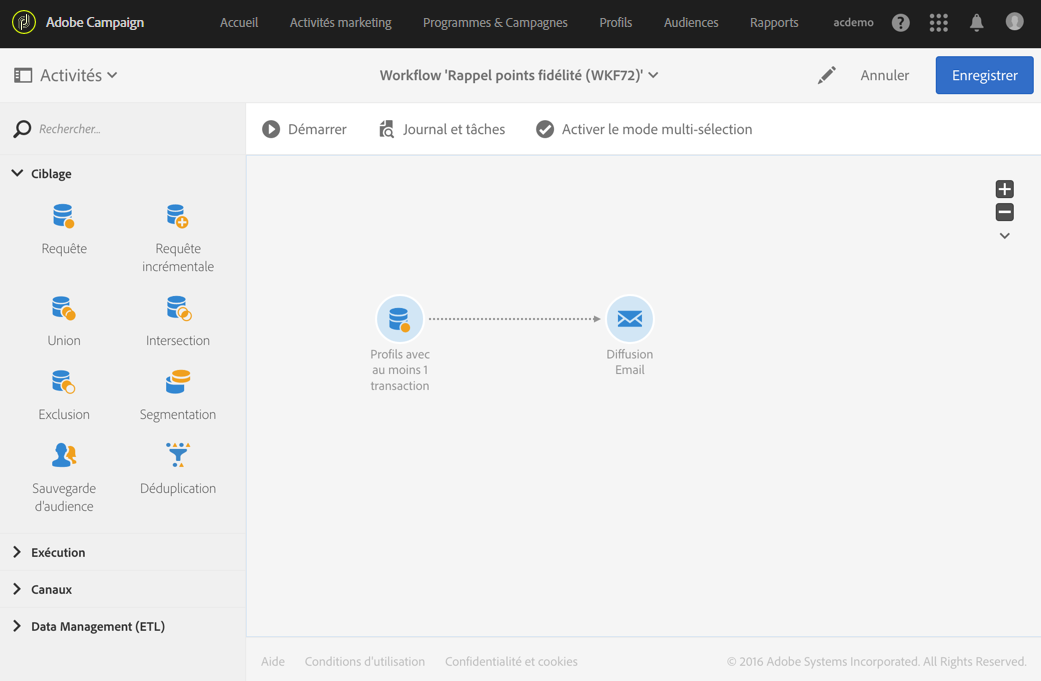 Adobe Campaign
Accueil
Activités marketing
Programmes & Campagnes
Profils
Audiences
Rapports
acdemo
?
Activités
Workflow 'Rappel points fidélité (WKF72)'
Annuler
Enregistrer
Rechercher...
Démarrer
Journal et tâches
Activer le mode multi-sélection
Ciblage
Requête
Requête
incrémentale
Union
Intersection
Exclusion
Segmentation
Sauvegarde
d'audience
Déduplication
Exécution
Canaux
Data Management (ETL)
Profils avec
au moins 1
transaction
Diffusion
Email
Aide
Conditions d'utilisation
Confidentialité et cookies
© 2016 Adobe Systems Incorporated. All Rights Reserved.